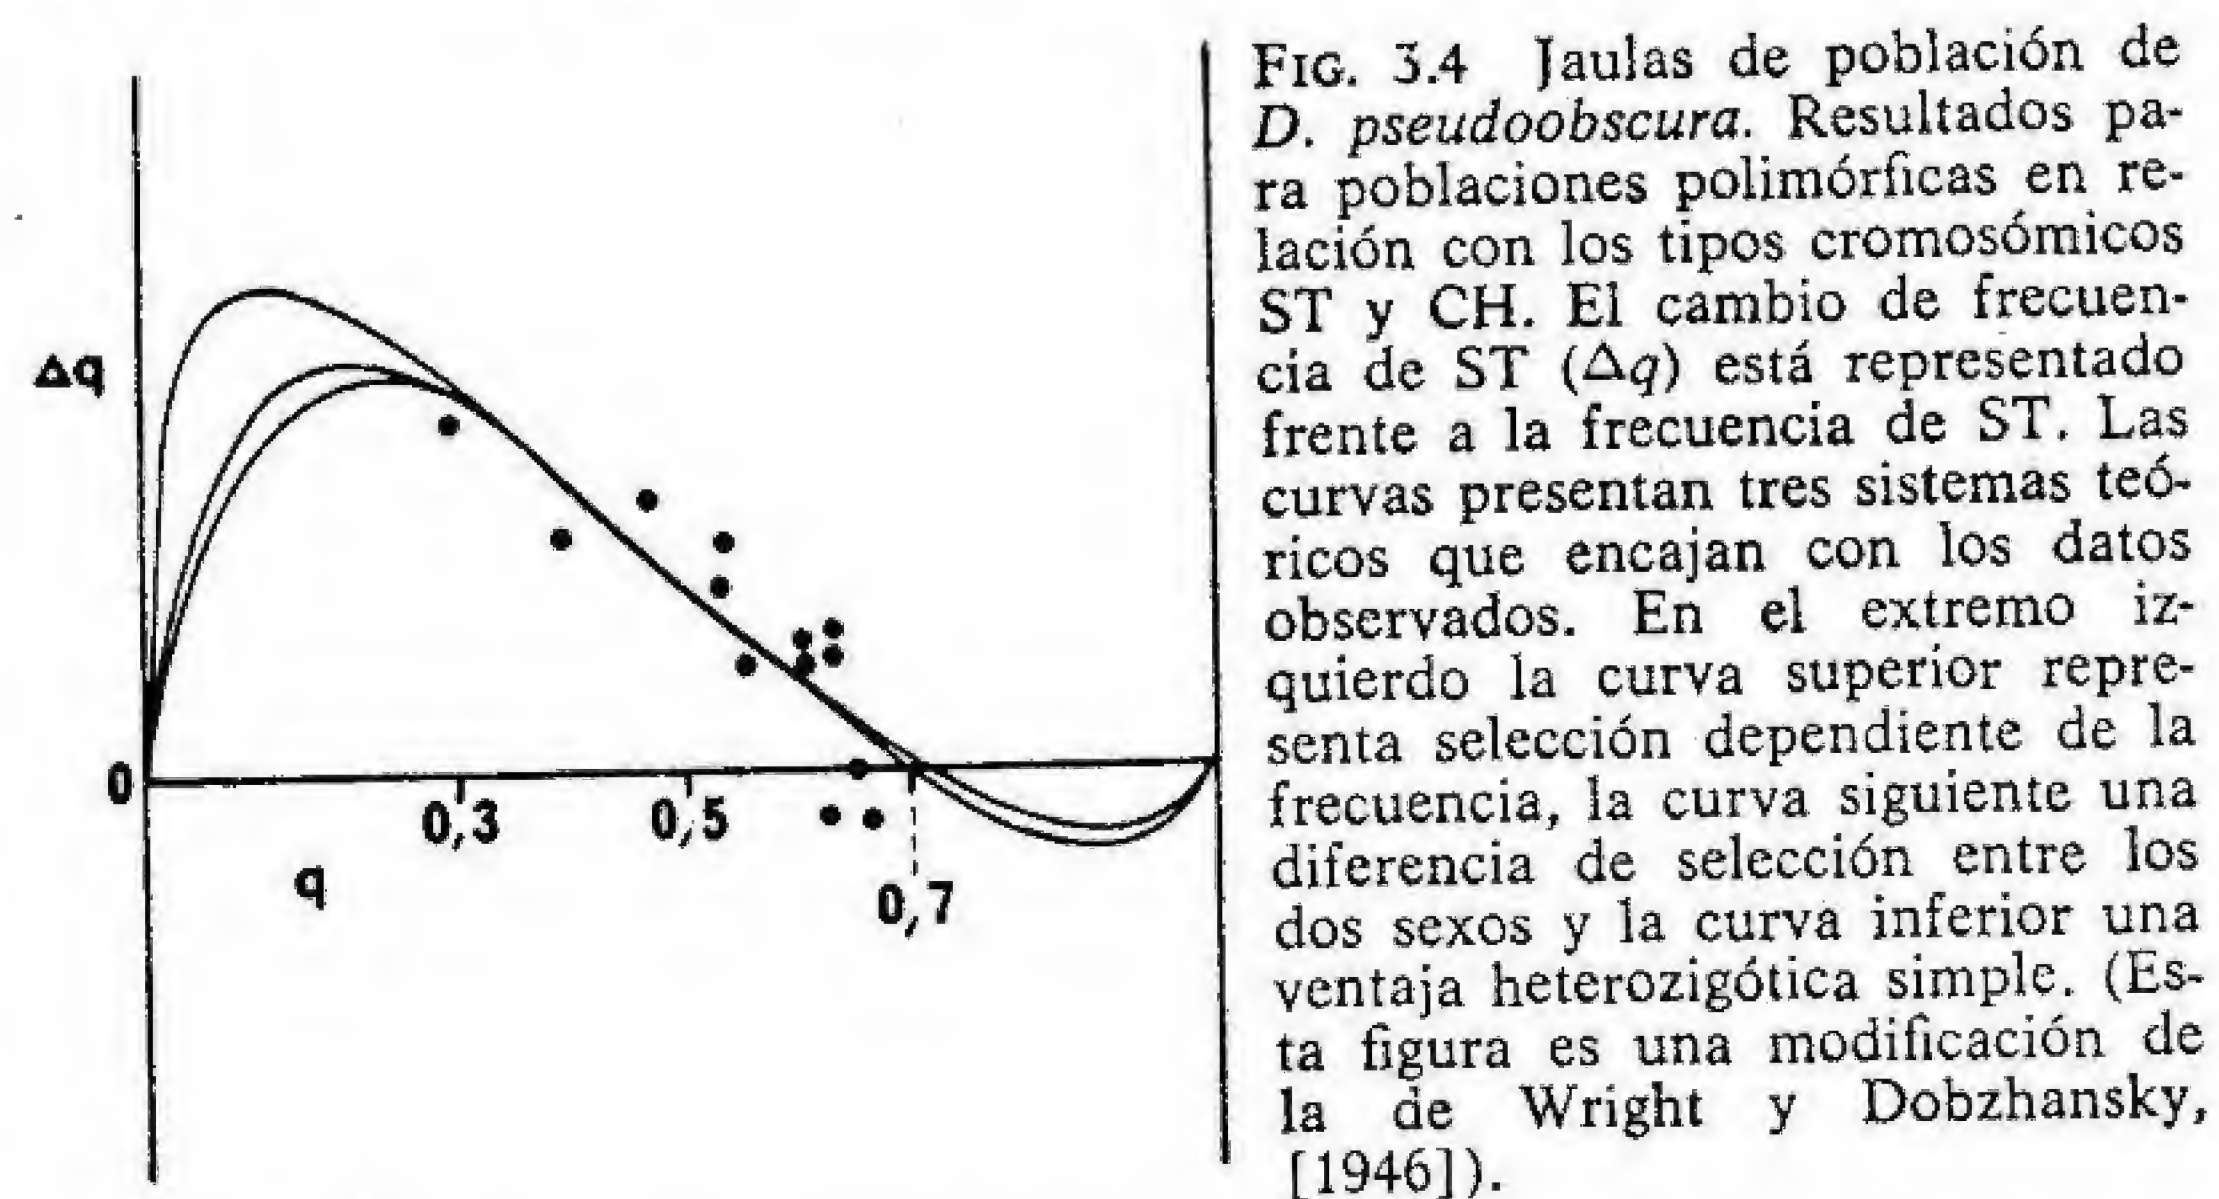 Δq
0
0,3
0,5
q
0,7
FIG. 3.4 Jaulas de población de
D. pseudoobscura. Resultados pa-
ra poblaciones polimórficas en re-
lación con los tipos cromosómicos
ST y CH. El cambio de frecuen-
cia de ST (Δq) está representado
frente a la frecuencia de ST. Las
curvas presentan tres sistemas teó-
ricos que encajan con los datos
observados. En el extremo iz-
quierdo la curva superior repre-
senta selección dependiente de la
frecuencia, la curva siguiente una
diferencia de selección entre los
dos sexos y la curva inferior una
ventaja heterozigótica simple. (Es-
ta figura es una modificación de
la de Wright y Dobzhansky,
[1946]).